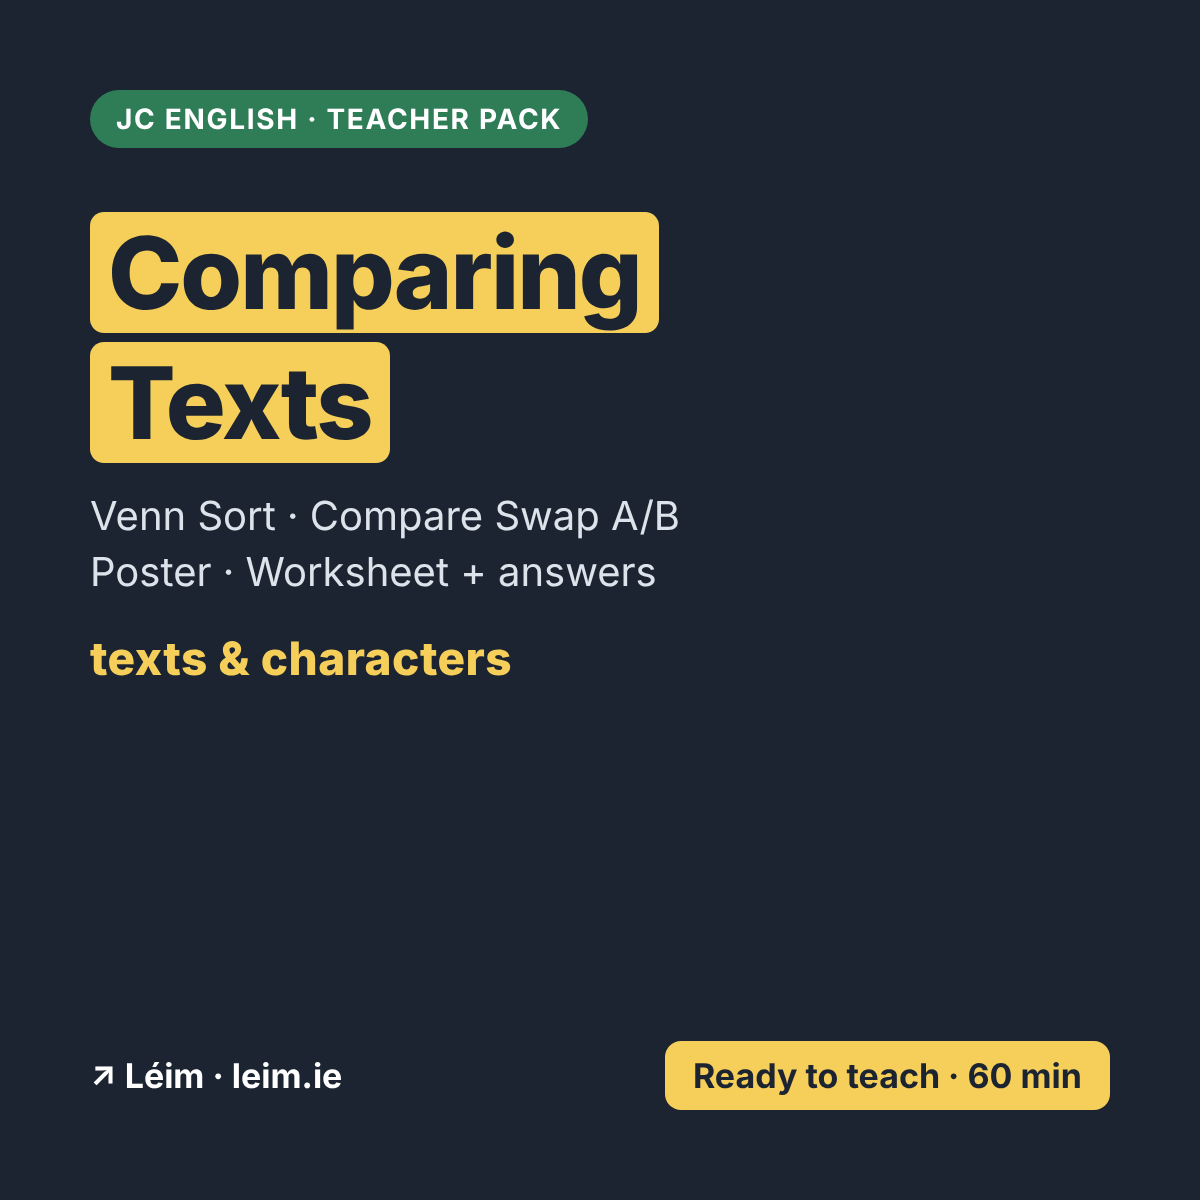 JC ENGLISH · TEACHER PACK
Comparing
Texts
Venn Sort · Compare Swap A/B
Poster · Worksheet + answers
texts & characters
↗ Léim · leim.ie
Ready to teach · 60 min